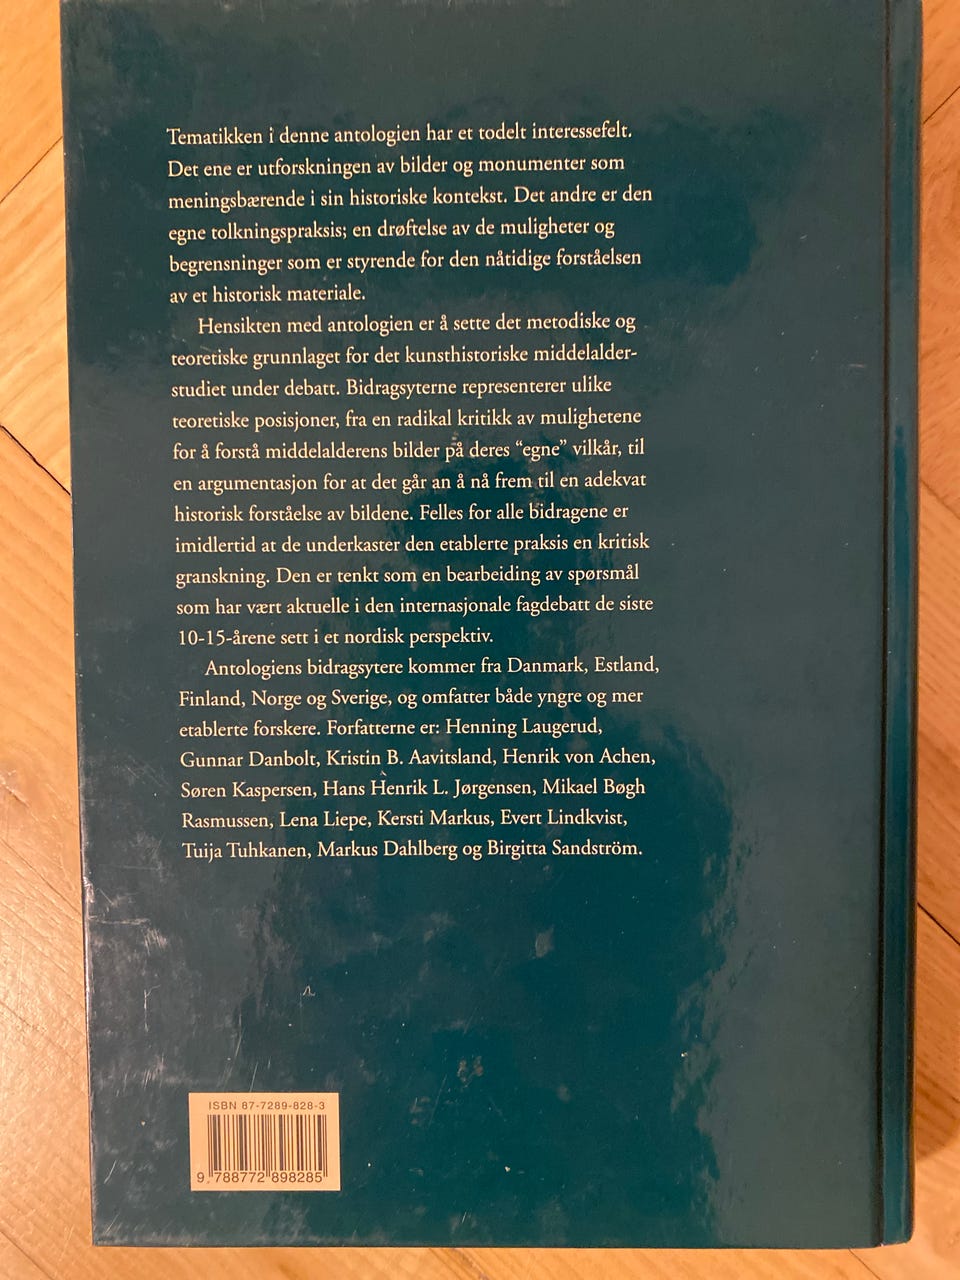 Tematikken i denne antologien har et todelt interessefelt.
Det ene er utforskningen av bilder og monumenter som
meningsbærende i sin historiske kontekst. Det andre er den
egne tolkningspraksis; en drøftelse av de muligheter og
begrensninger som er styrende for den nåtidige forståelsen
av et historisk materiale.
Hensikten med antologien er å sette det metodiske og
teoretiske grunnlaget for det kunsthistoriske middelalder-
studiet under debatt. Bidragsyterne representerer ulike
teoretiske posisjoner, fra en radikal kritikk av mulighetene
for å forstå middelalderens bilder på deres “egne” vilkår, til
en argumentasjon for at det går an å nå frem til en adekvat
historisk forståelse av bildene. Felles for alle bidragene er
imidlertid at de underkaster den etablerte praksis en kritisk
granskning. Den er tenkt som en bearbeiding av spørsmål
som har vært aktuelle i den internasjonale fagdebatt de siste
10-15-årene sett i et nordisk perspektiv.
Antologiens bidragsytere kommer fra Danmark, Estland,
Finland, Norge og Sverige, og omfatter både yngre og mer
etablerte forskere. Forfatterne er: Henning Laugerud,
Gunnar Danbolt, Kristin B. Aavitsland, Henrik von Achen,
Søren Kaspersen, Hans Henrik L. Jørgensen, Mikael Bøgh
Rasmussen, Lena Liepe, Kersti Markus, Evert Lindkvist,
Tuija Tuhkanen, Markus Dahlberg og Birgitta Sandström.
ISBN 87-7289-828-3
9 788772 898285